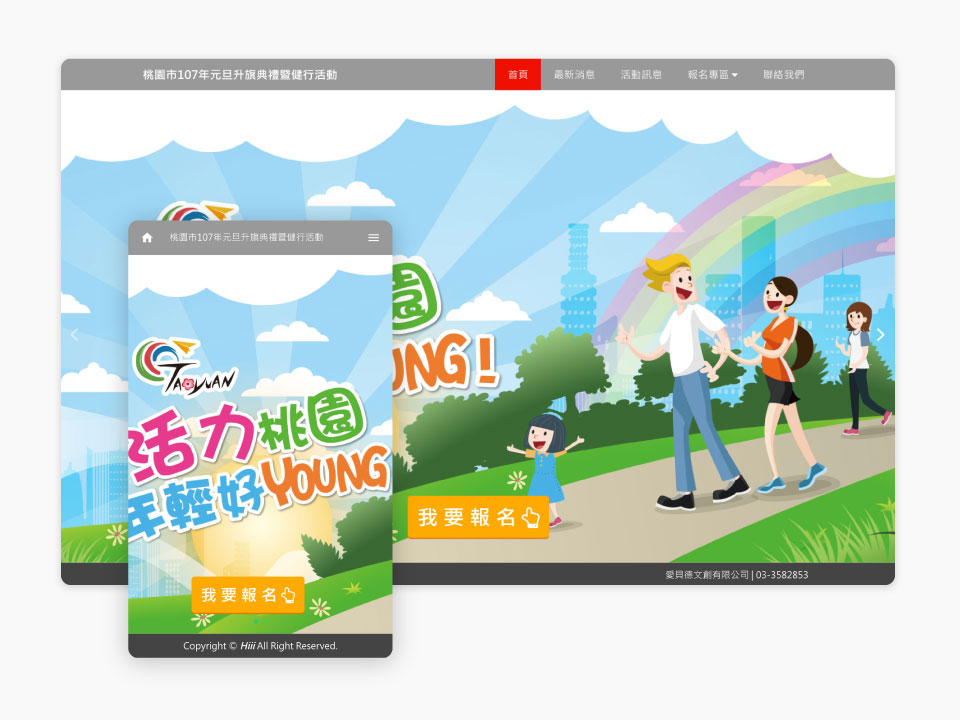 桃園市107年元旦升旗典禮暨健行活動
首頁
最新消息
活動訊息
報名專區
聯絡我們
園
UNG!
我要報名
愛貝德文創有限公司 | 03-3582853
桃園市107年元旦升旗典禮暨健行活動
TAOYUAN
活力桃園
年輕好YOUNG
我要報名
Copyright © Hiii All Right Reserved.